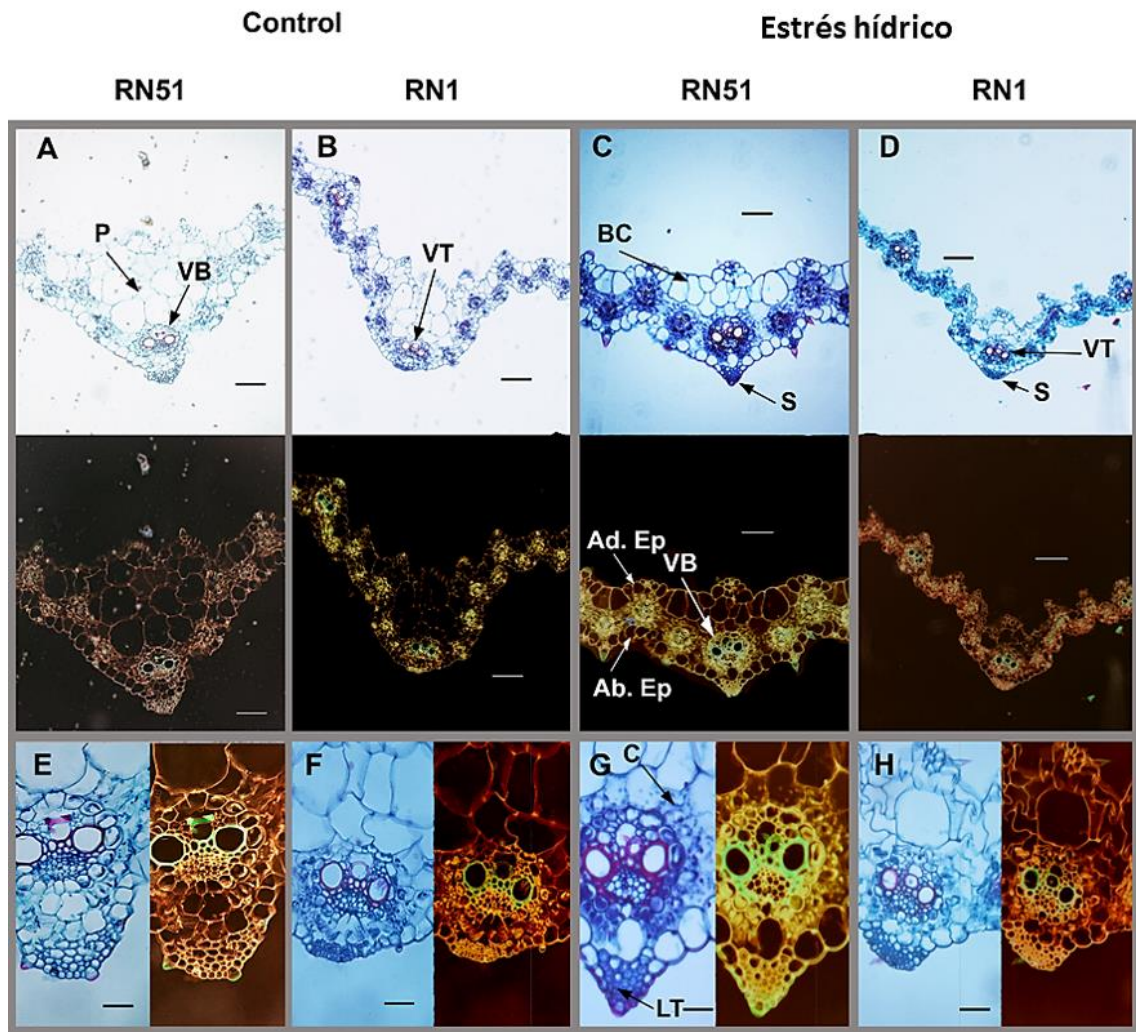 Control Estrés hídrico
RN51 RN1 RN51 RN1
A B C D
P VB VT BC S VT S
Ad. Ep VB
Ab. Ep
E F G C H
LT